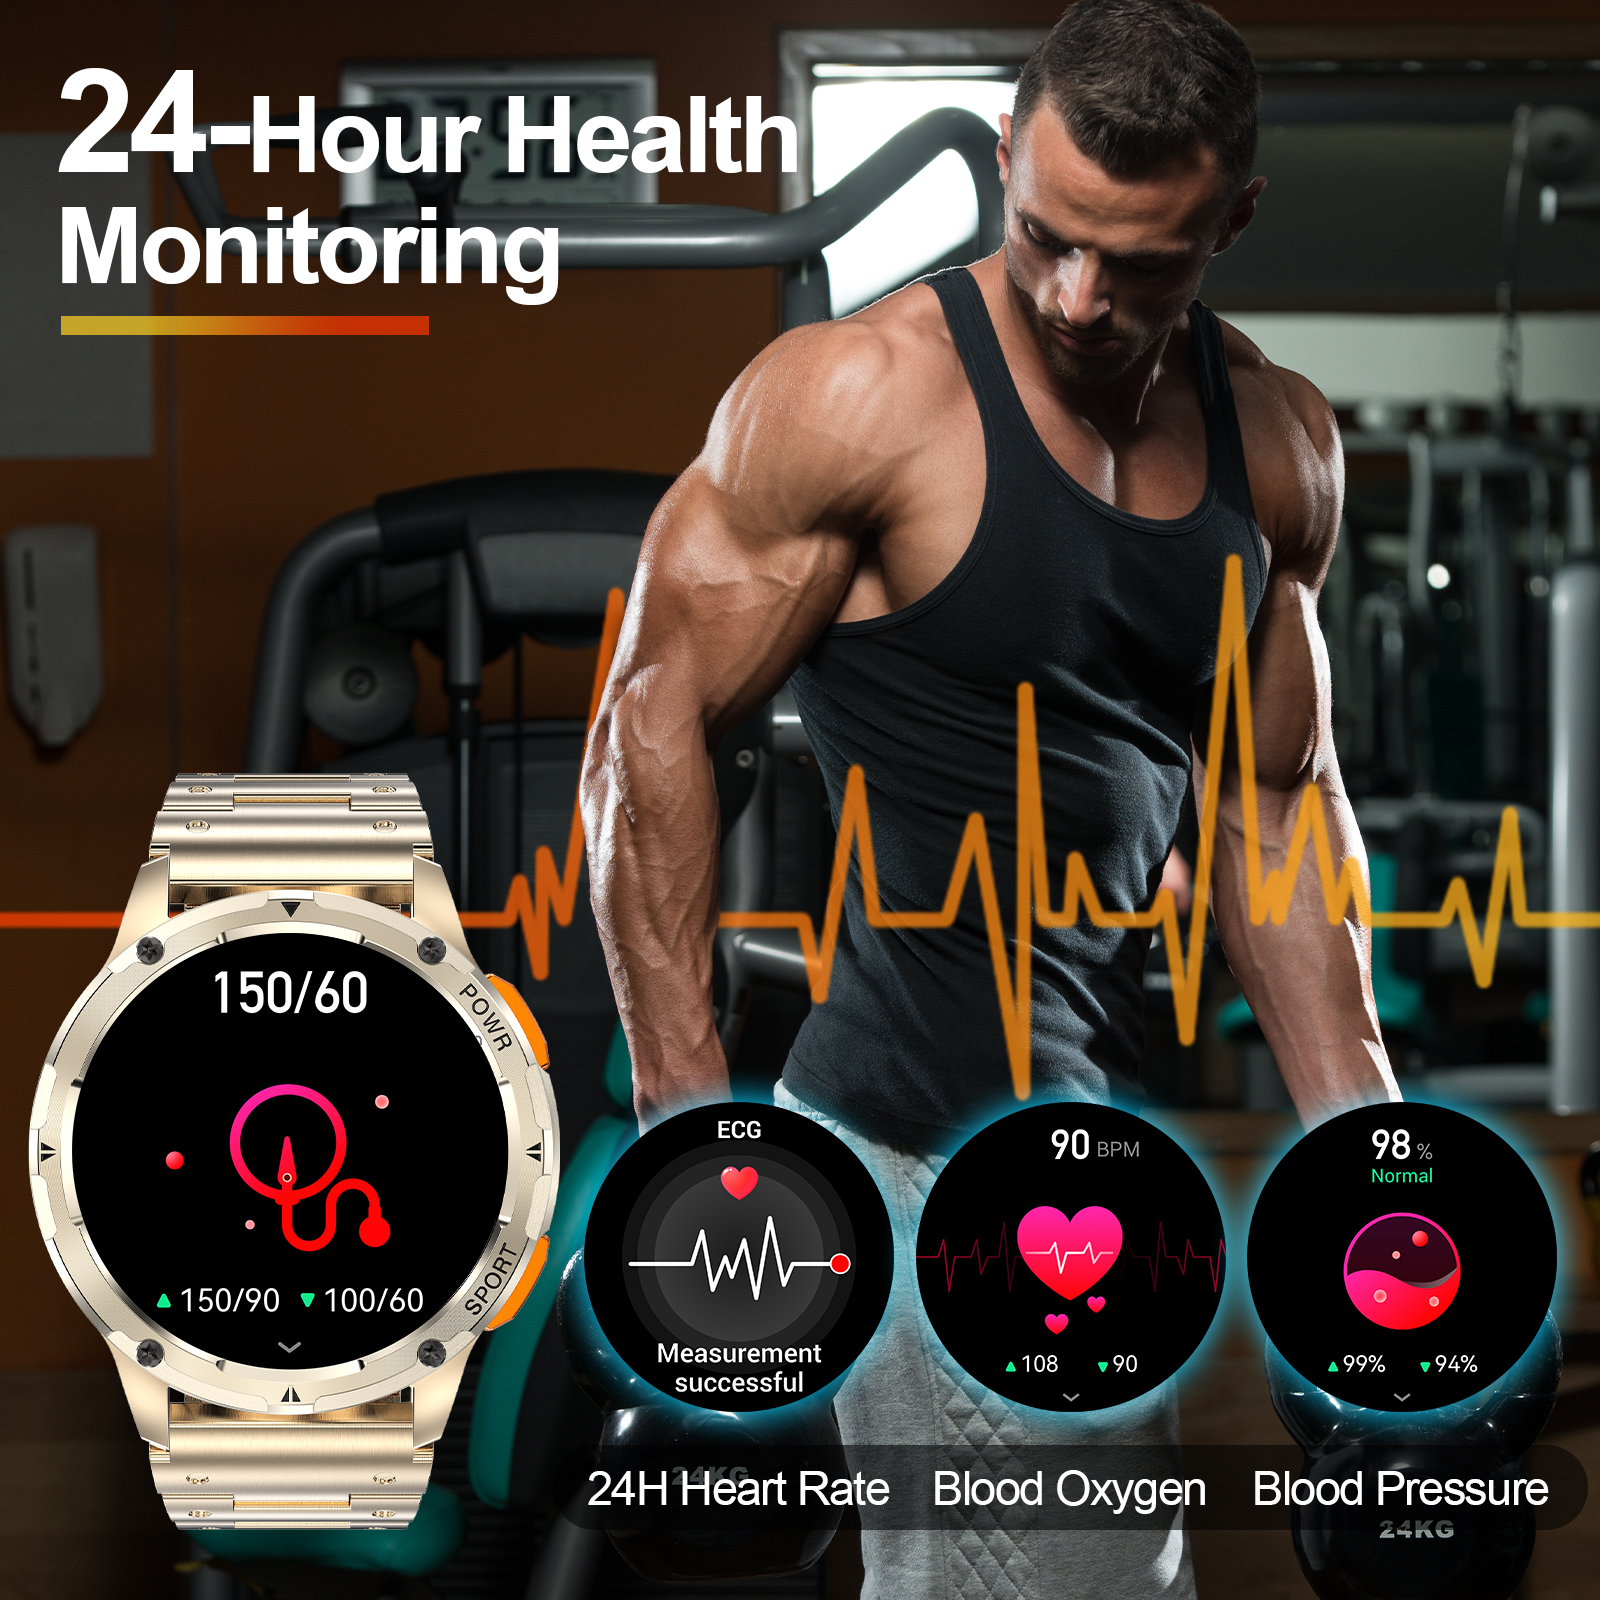 24-Hour Health
Monitoring
150/60
POWR
SPORT
150/90 100/60
ECG
Measurement
successful
90 BPM
108 90
98 %
Normal
99% 94%
24H Heart Rate
Blood Oxygen
Blood Pressure
24KG
24KG